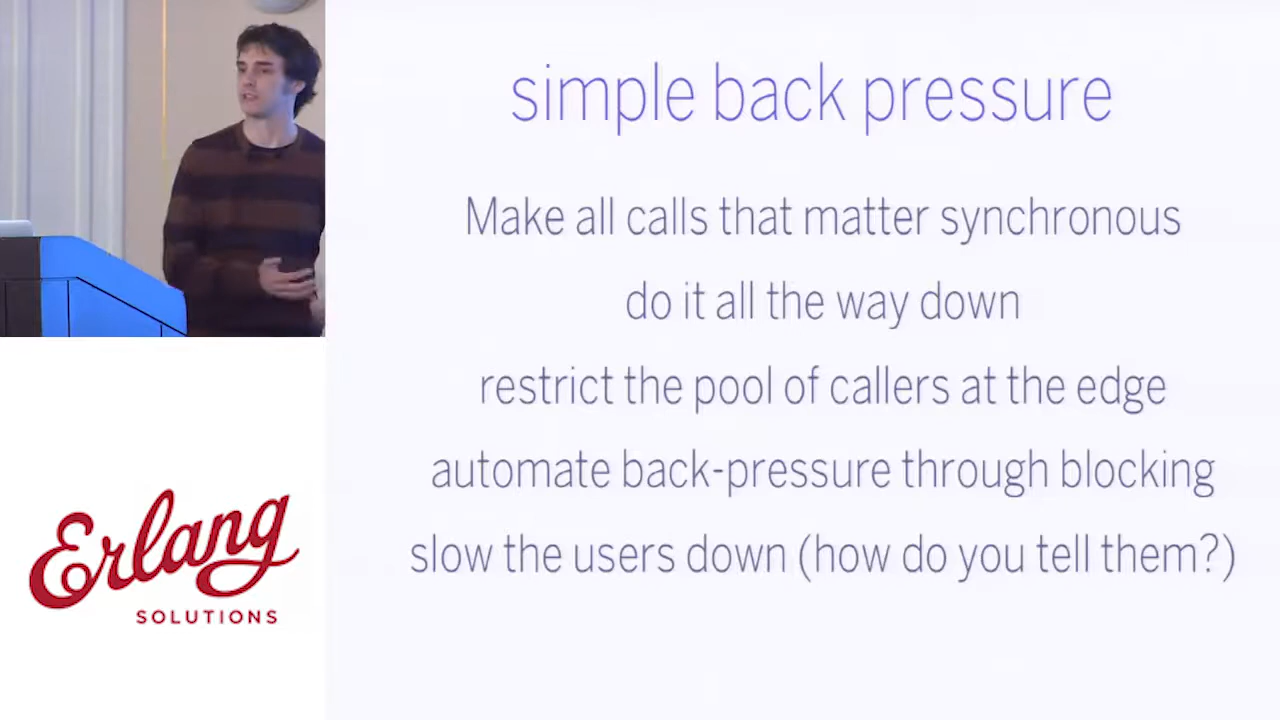 simple back pressure
Make all calls that matter synchronous
do it all the way down
restrict the pool of callers at the edge
automate back-pressure through blocking
slow the users down (how do you tell them?)
Erlang
SOLUTIONS